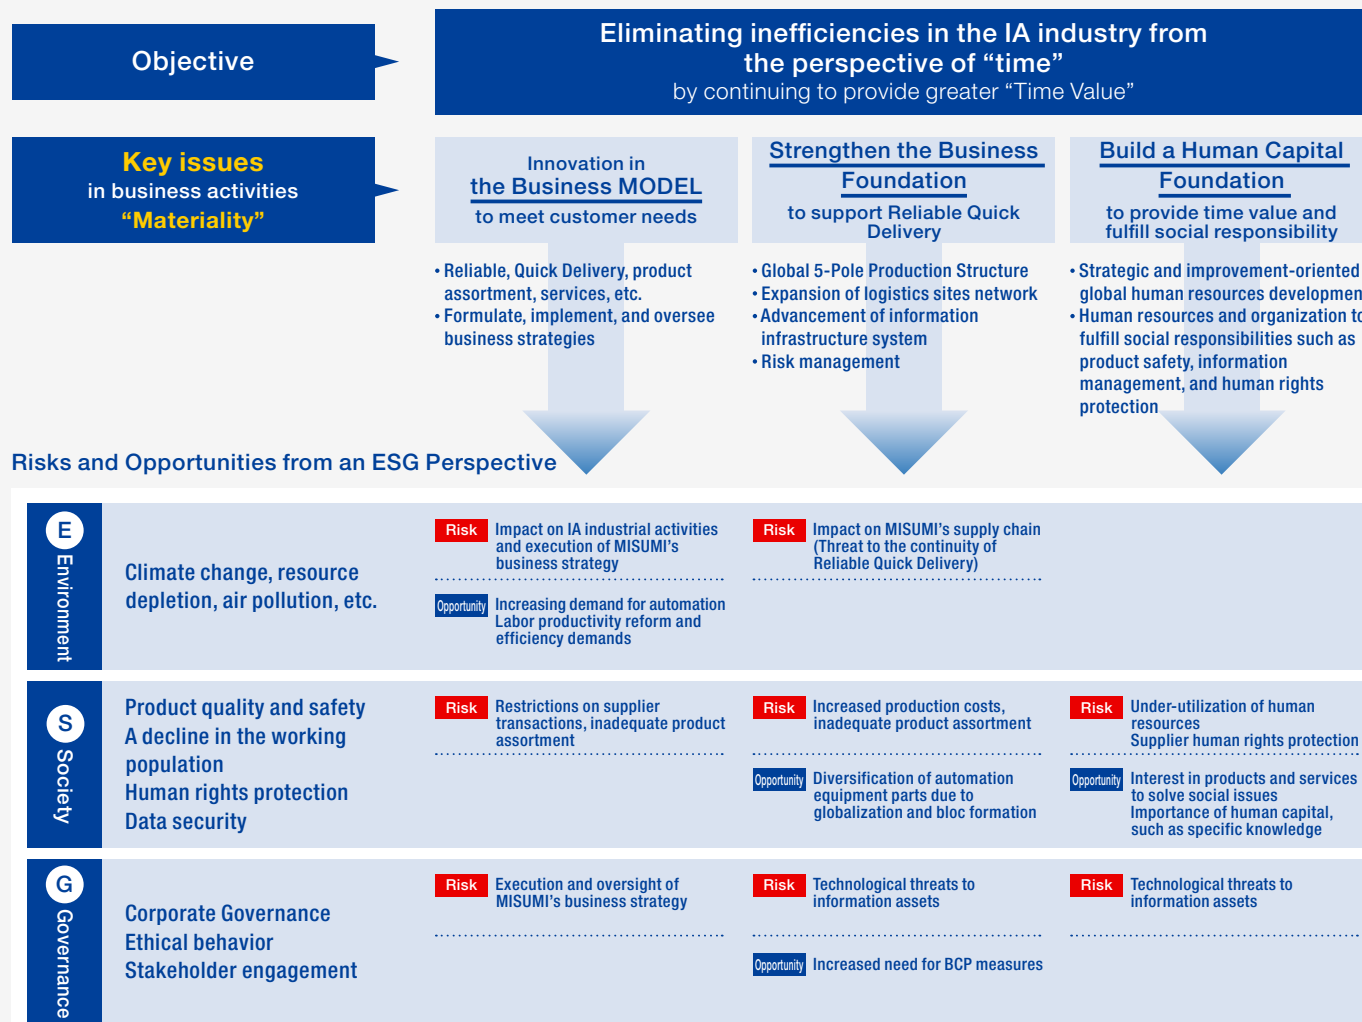 Objective
Eliminating inefficiencies in the IA industry from
the perspective of “time”
by continuing to provide greater “Time Value”
Key issues
in business activities
“Materiality”
Innovation in
the Business MODEL
to meet customer needs
• Reliable, Quick Delivery, product
assortment, services, etc.
• Formulate, implement, and oversee
business strategies
Strengthen the Business
Foundation
to support Reliable Quick
Delivery
• Global 5-Pole Production Structure
• Expansion of logistics sites network
• Advancement of information
infrastructure system
• Risk management
Build a Human Capital
Foundation
to provide time value and
fulfill social responsibility
• Strategic and improvement-oriented
global human resources developmen
• Human resources and organization to
fulfill social responsibilities such as
product safety, information
management, and human rights
protection
Risks and Opportunities from an ESG Perspective
E
Environment
Climate change, resource
depletion, air pollution, etc.
Risk
Impact on IA industrial activities
and execution of MISUMI’s
business strategy
Opportunity
Increasing demand for automation
Labor productivity reform and
efficiency demands
Risk
Impact on MISUMI’s supply chain
(Threat to the continuity of
Reliable Quick Delivery)
S
Society
Product quality and safety
A decline in the working
population
Human rights protection
Data security
Risk
Restrictions on supplier
transactions, inadequate product
assortment
Risk
Increased production costs,
inadequate product assortment
Opportunity
Diversification of automation
equipment parts due to
globalization and bloc formation
Risk
Under-utilization of human
resources
Supplier human rights protection
Opportunity
Interest in products and services
to solve social issues
Importance of human capital,
such as specific knowledge
G
Governance
Corporate Governance
Ethical behavior
Stakeholder engagement
Risk
Execution and oversight of
MISUMI’s business strategy
Risk
Technological threats to
information assets
Opportunity
Increased need for BCP measures
Risk
Technological threats to
information assets